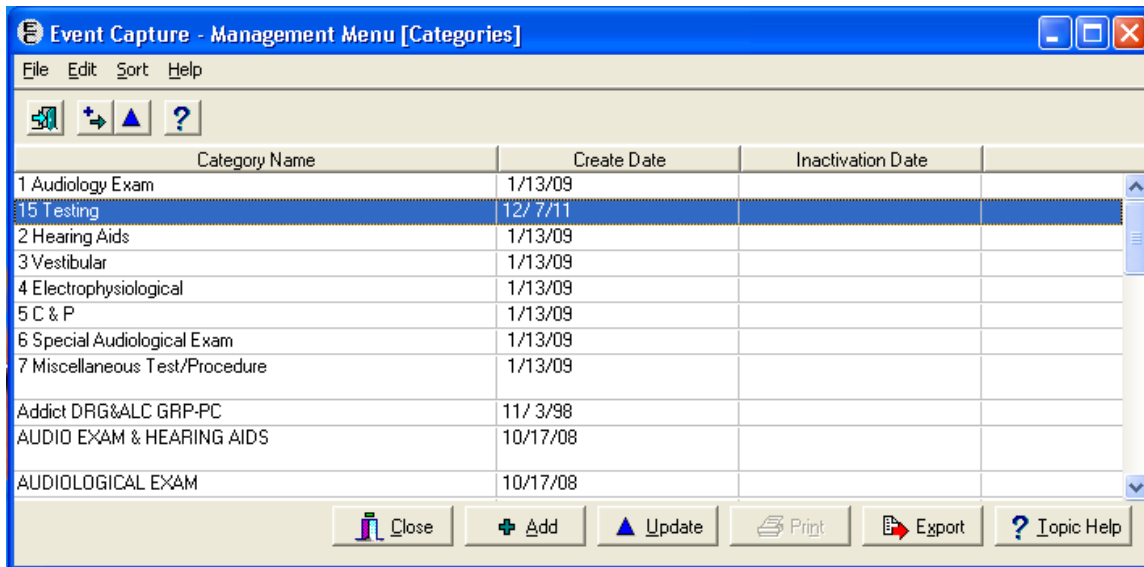 Event Capture - Management Menu [Categories]
File Edit Sort Help
Category Name Create Date Inactivation Date
1 Audiology Exam 1/13/09
15 Testing 12/ 7/11
2 Hearing Aids 1/13/09
3 Vestibular 1/13/09
4 Electrophysiological 1/13/09
5 C & P 1/13/09
6 Special Audiological Exam 1/13/09
7 Miscellaneous Test/Procedure 1/13/09
Addict DRG&ALC GRP-PC 11/ 3/98
AUDIO EXAM & HEARING AIDS 10/17/08
AUDIOLOGICAL EXAM 10/17/08
Close Add Update Print Export Topic Help